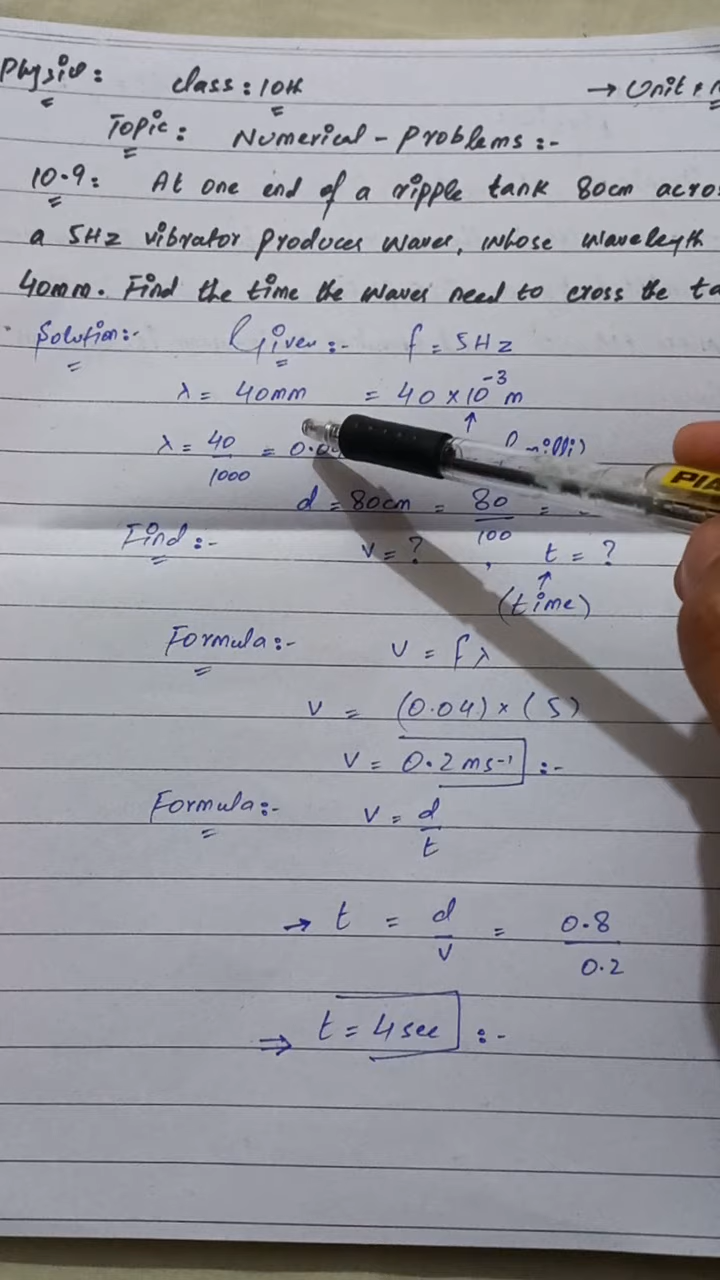 Physics: class: 10th → Unit #
Topic: Numerical - Problems :-
10.9: At one end of a ripple tank 80cm
a 5Hz vibrator produces waves, whose wavelength
40mm. Find the time the waves need to cross the
Solution:- Given:- f = 5Hz
λ = 40mm = 40 × 10⁻³ m
λ = 40/1000 =
d = 80cm = 80/100 =
Find:- v = ? , t = ?
(time)
Formula:- v = fλ
v = (0.04) × (5)
v = 0.2 ms⁻¹ :-
Formula:- v = d/t
→ t = d/v = 0.8/0.2
⇒ t = 4 sec :-